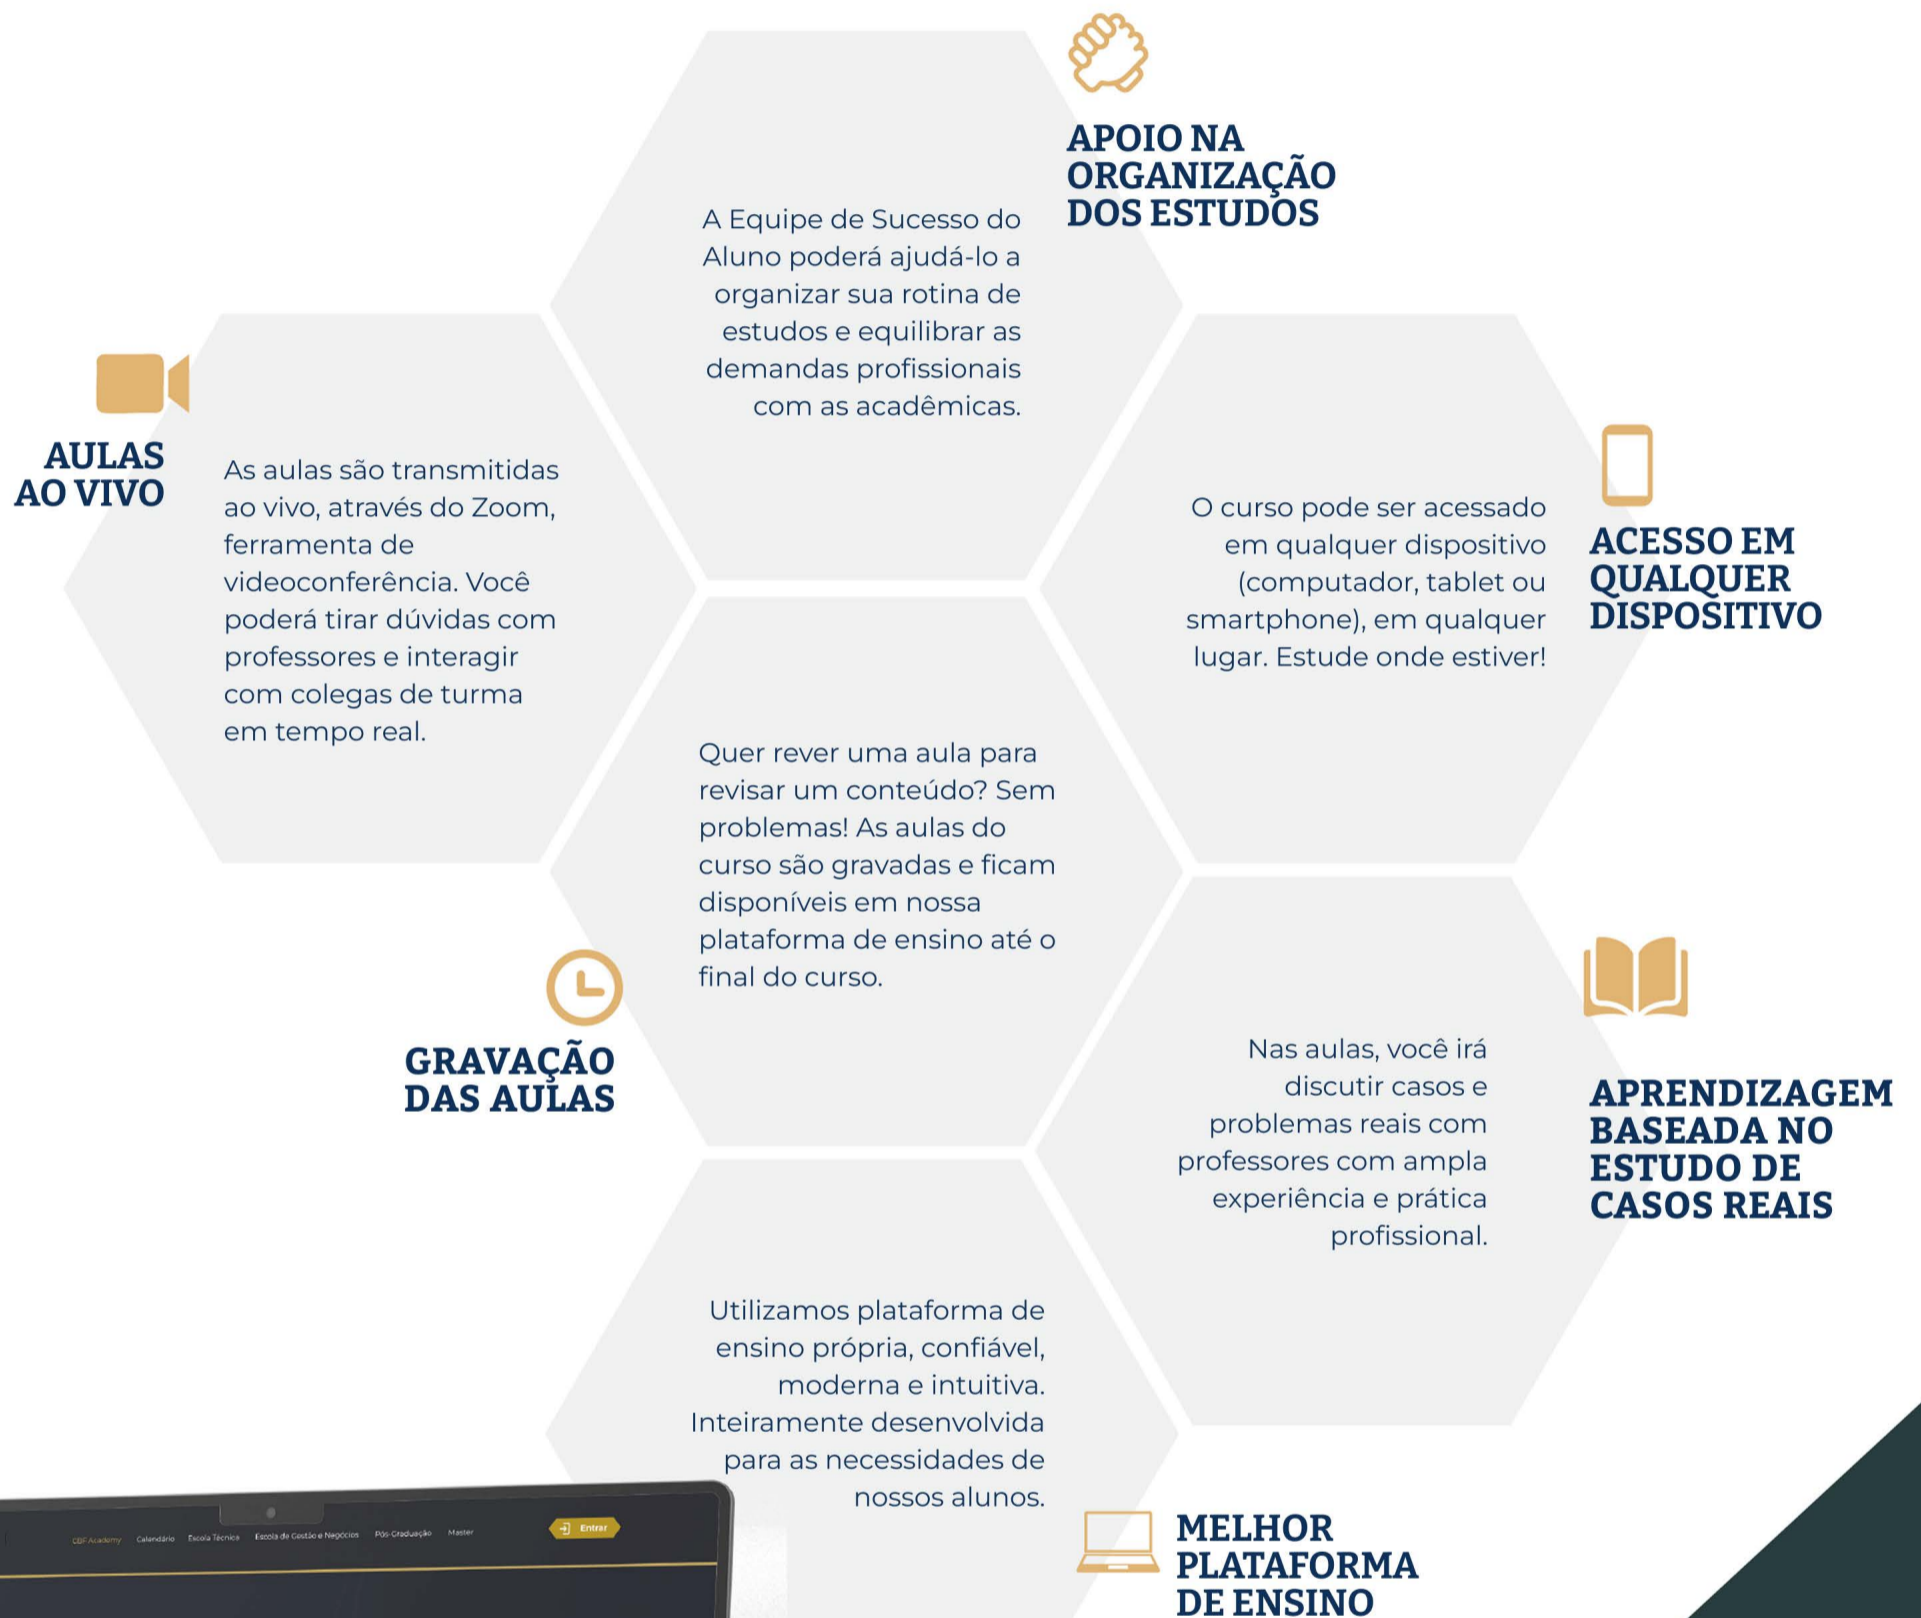 APOIO NA
ORGANIZAÇÃO
DOS ESTUDOS
A Equipe de Sucesso do
Aluno poderá ajudá-lo a
organizar sua rotina de
estudos e equilibrar as
demandas profissionais
com as acadêmicas.
AULAS
AO VIVO
As aulas são transmitidas
ao vivo, através do Zoom,
ferramenta de
videoconferência. Você
poderá tirar dúvidas com
professores e interagir
com colegas de turma
em tempo real.
ACESSO EM
QUALQUER
DISPOSITIVO
O curso pode ser acessado
em qualquer dispositivo
(computador, tablet ou
smartphone), em qualquer
lugar. Estude onde estiver!
GRAVAÇÃO
DAS AULAS
Quer rever uma aula para
revisar um conteúdo? Sem
problemas! As aulas do
curso são gravadas e ficam
disponíveis em nossa
plataforma de ensino até o
final do curso.
APRENDIZAGEM
BASEADA NO
ESTUDO DE
CASOS REAIS
Nas aulas, você irá
discutir casos e
problemas reais com
professores com ampla
experiência e prática
profissional.
Utilizamos plataforma de
ensino própria, confiável,
moderna e intuitiva.
Inteiramente desenvolvida
para as necessidades de
nossos alunos.
MELHOR
PLATAFORMA
DE ENSINO
CBF Academy Calendário Escola Técnica Escola de Gestão e Negócios Pós-Graduação Master Entrar